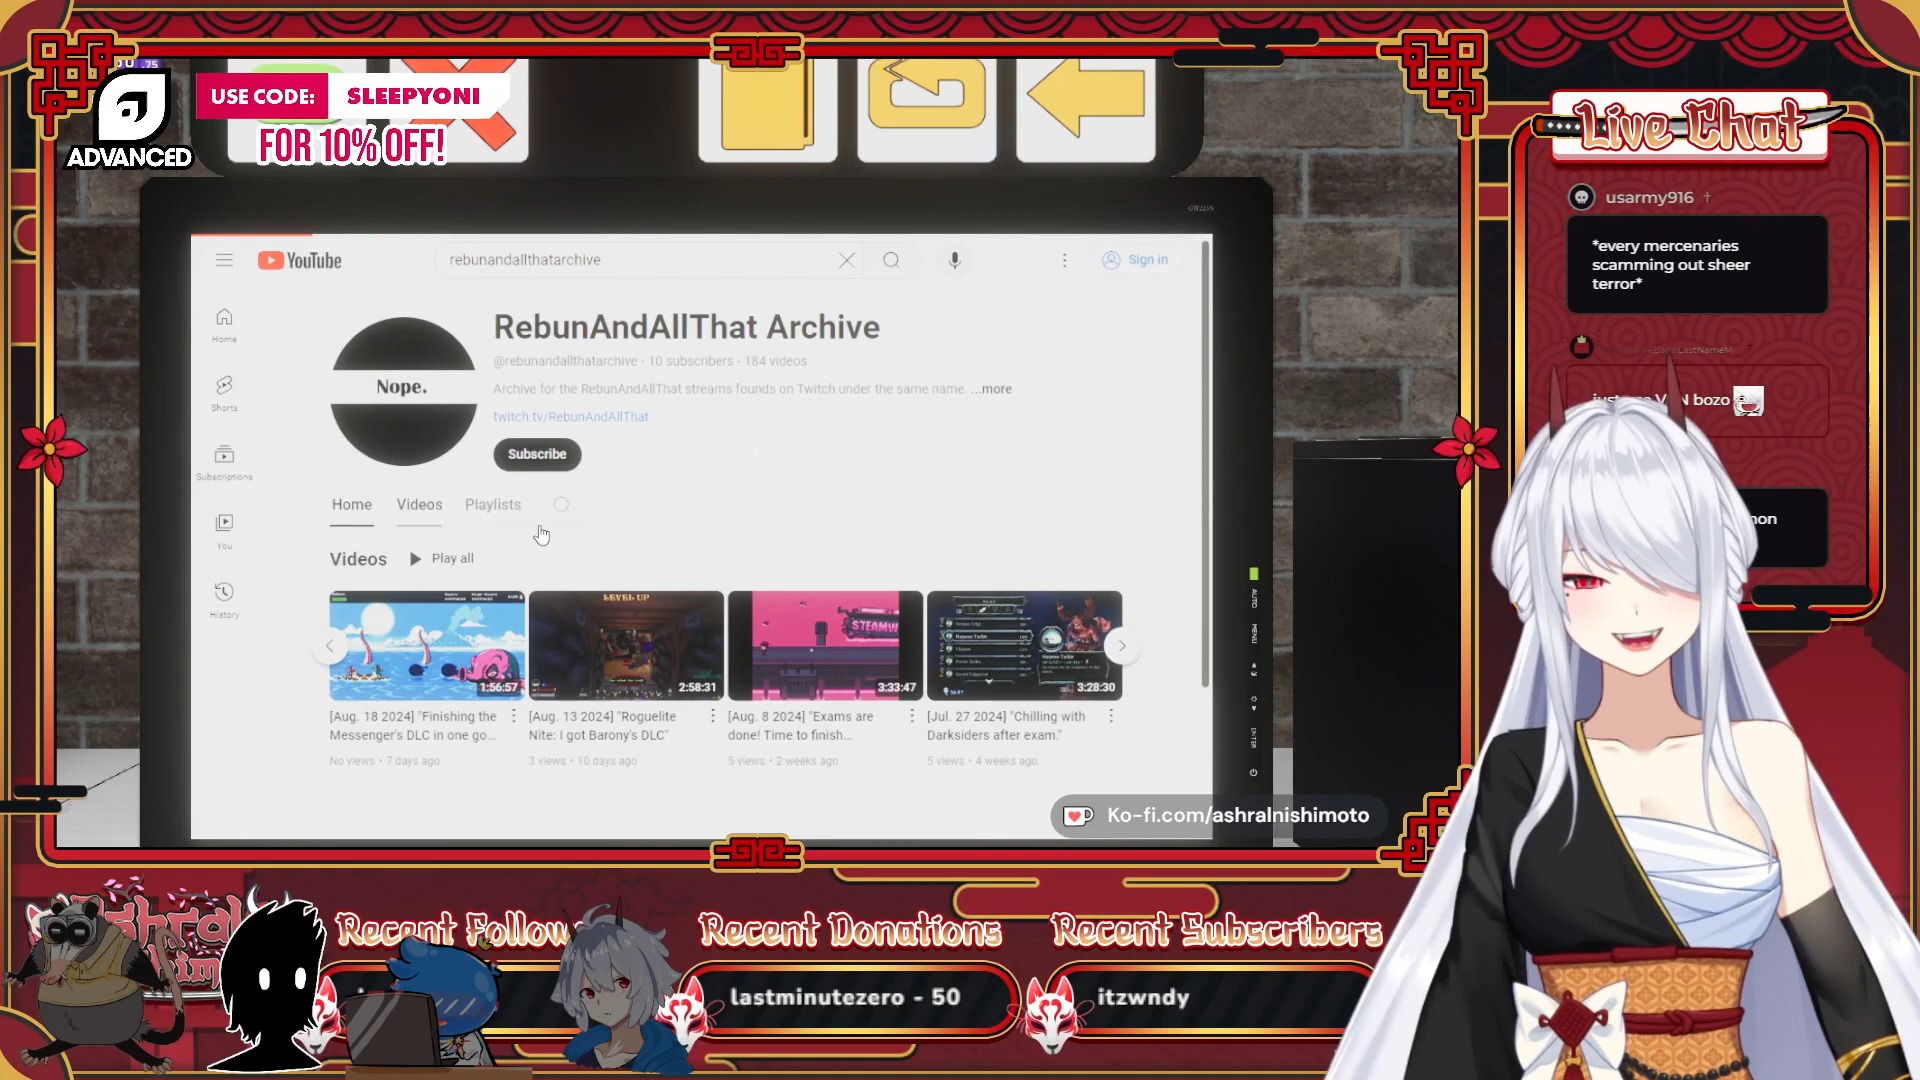 ADVANCED
USE CODE: SLEEPYONI
FOR 10% OFF!
YouTube
rebunandallthatarchive
Sign in
Home
Shorts
Subscriptions
You
History
Nope.
RebunAndAllThat Archive
@rebunandallthatarchive · 10 subscribers · 184 videos
Archive for the RebunAndAllThat streams founds on Twitch under the same name. ...more
twitch.tv/RebunAndAllThat
Subscribe
Home Videos Playlists
Videos Play all
LEVEL UP
1:56:57
2:58:31
3:33:47
3:28:30
[Aug. 18 2024] "Finishing the
Messenger's DLC in one go...
No views • 7 days ago
[Aug. 13 2024] "Roguelite
Nite: I got Barony's DLC"
3 views • 10 days ago
[Aug. 8 2024] "Exams are
done! Time to finish...
5 views • 2 weeks ago
[Jul. 27 2024] "Chilling with
Darksiders after exam."
5 views • 4 weeks ago
AUTO
MENU
ENTER
Ko-fi.com/ashralnishimoto
Live Chat
usarmy916
*every mercenaries
scamming out sheer
terror*
bozo
Recent Donations
Recent Subscribers
lastminutezero - 50
itzwndy